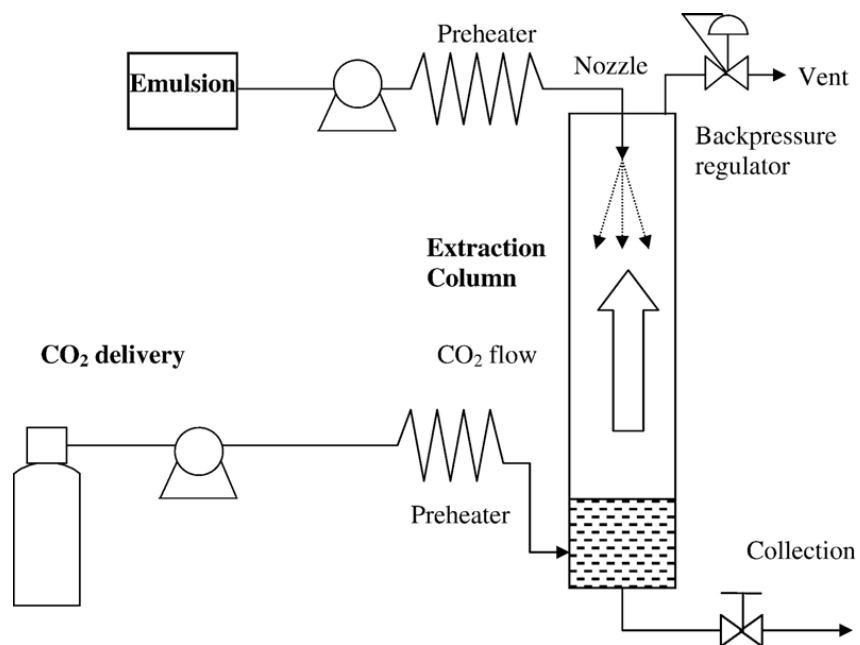 Preheater
Nozzle
Emulsion
Vent
Backpressure
regulator
Extraction
Column
CO₂ delivery
CO₂ flow
Preheater
Collection